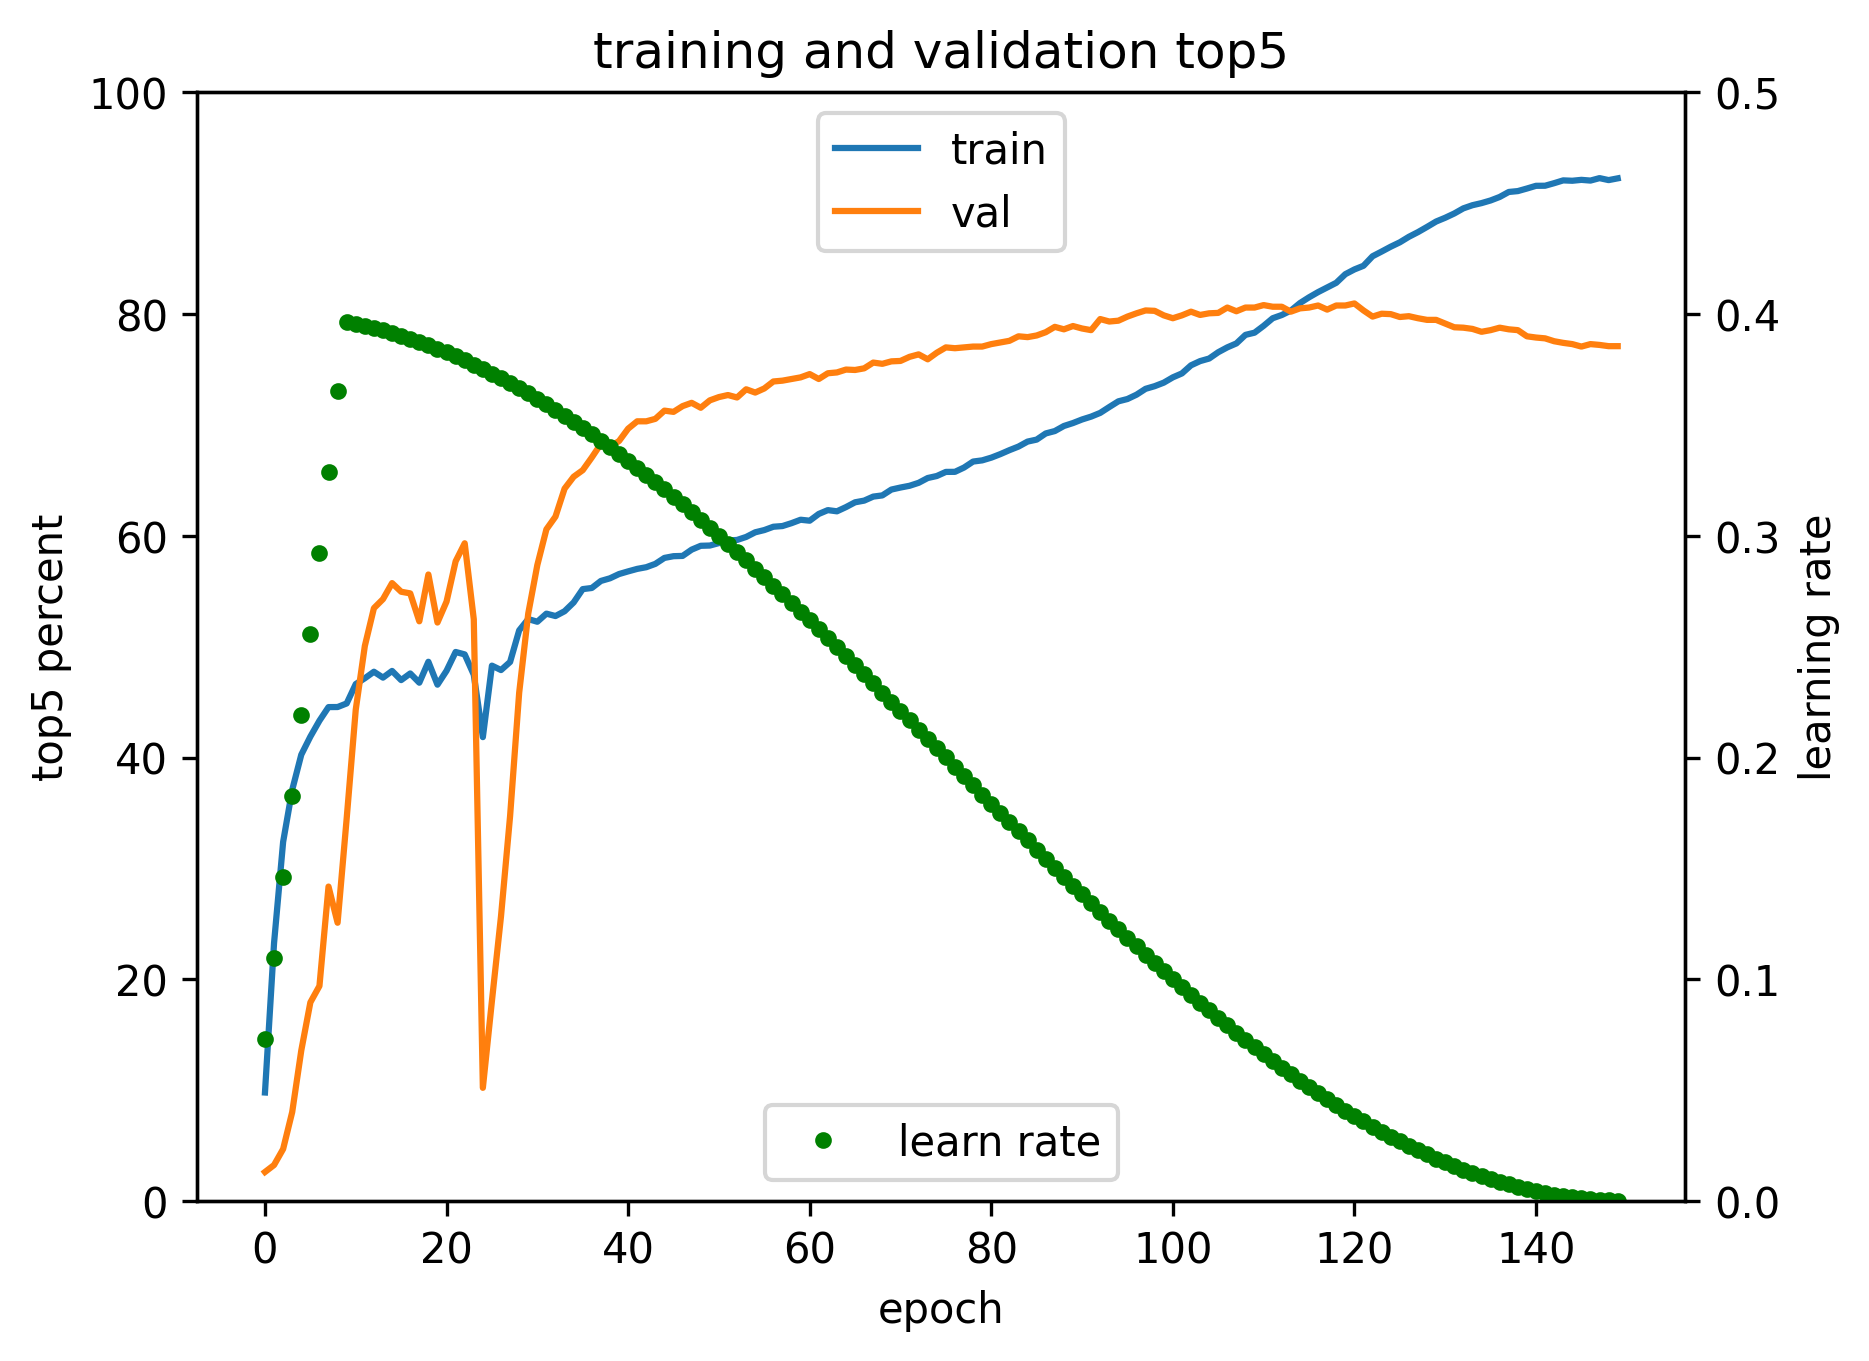 training and validation top5
train
val
learn rate
top5 percent
learning rate
epoch
100
80
60
40
20
0
0.5
0.4
0.3
0.2
0.1
0.0
0 20 40 60 80 100 120 140